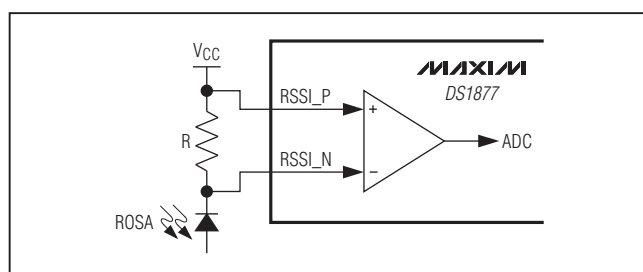 VCC
MAXIM
DS1877
RSSI_P
+
R
ADC
RSSI_N
−
ROSA